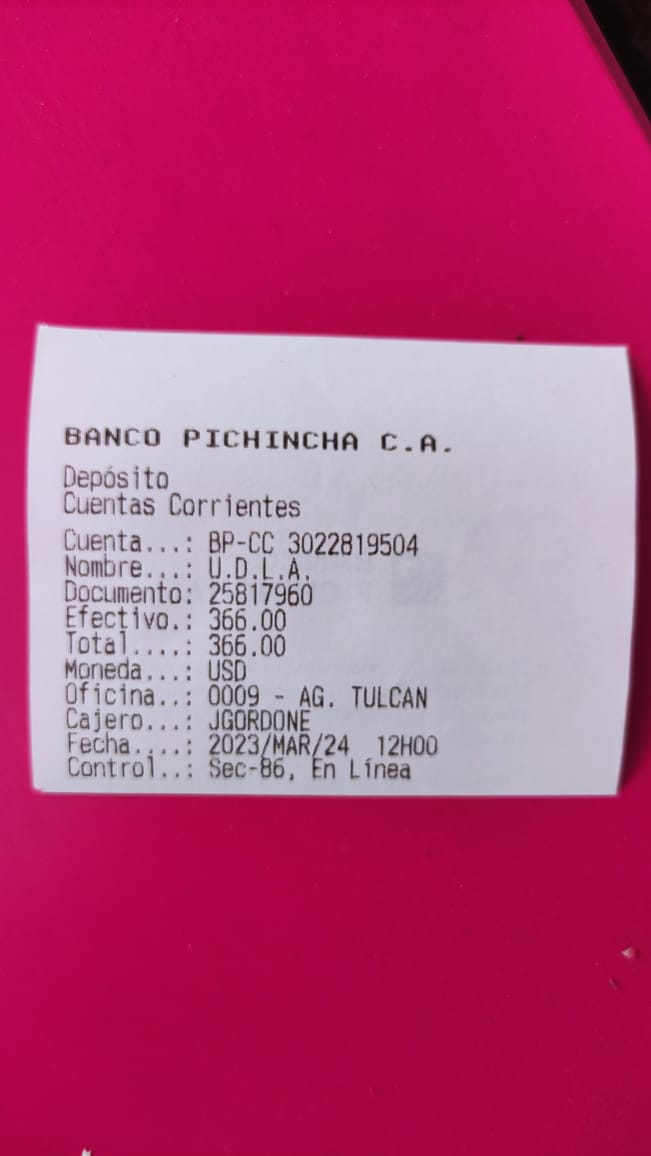 BANCO PICHINCHA C.A.
Depósito
Cuentas Corrientes
Cuenta...: BP-CC 3022819504
Nombre...: U.D.L.A.
Documento: 25817960
Efectivo.: 366.00
Total....: 366.00
Moneda...: USD
Oficina..: 0009 - AG. TULCAN
Cajero...: JGORDONE
Fecha....: 2023/MAR/24 12H00
Control..: Sec-86, En Línea